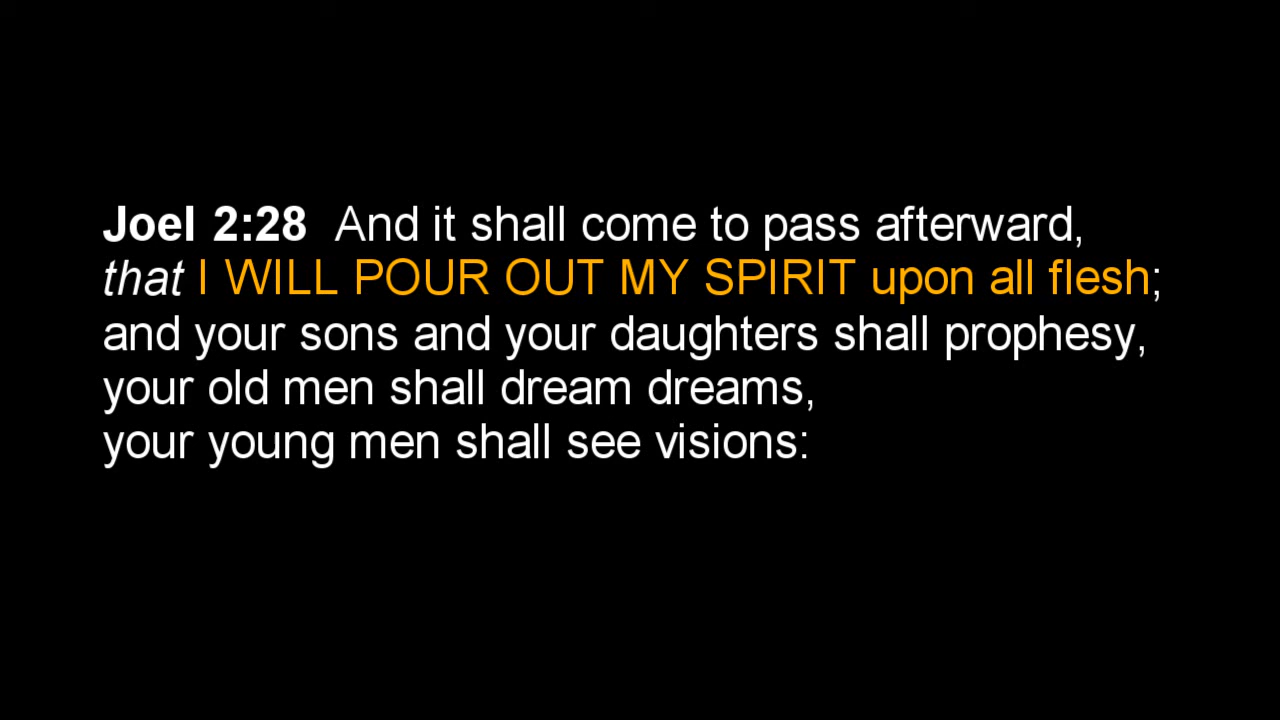 Joel 2:28  And it shall come to pass afterward,
that I WILL POUR OUT MY SPIRIT upon all flesh;
and your sons and your daughters shall prophesy,
your old men shall dream dreams,
your young men shall see visions: